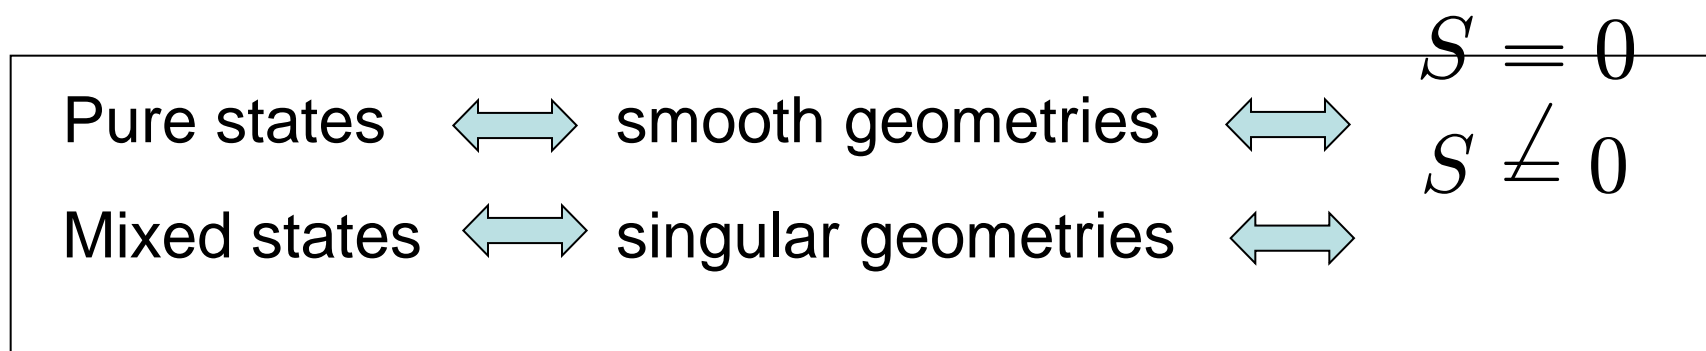 S = 0
Pure states ⇔ smooth geometries ⇔
S ≠ 0
Mixed states ⇔ singular geometries ⇔